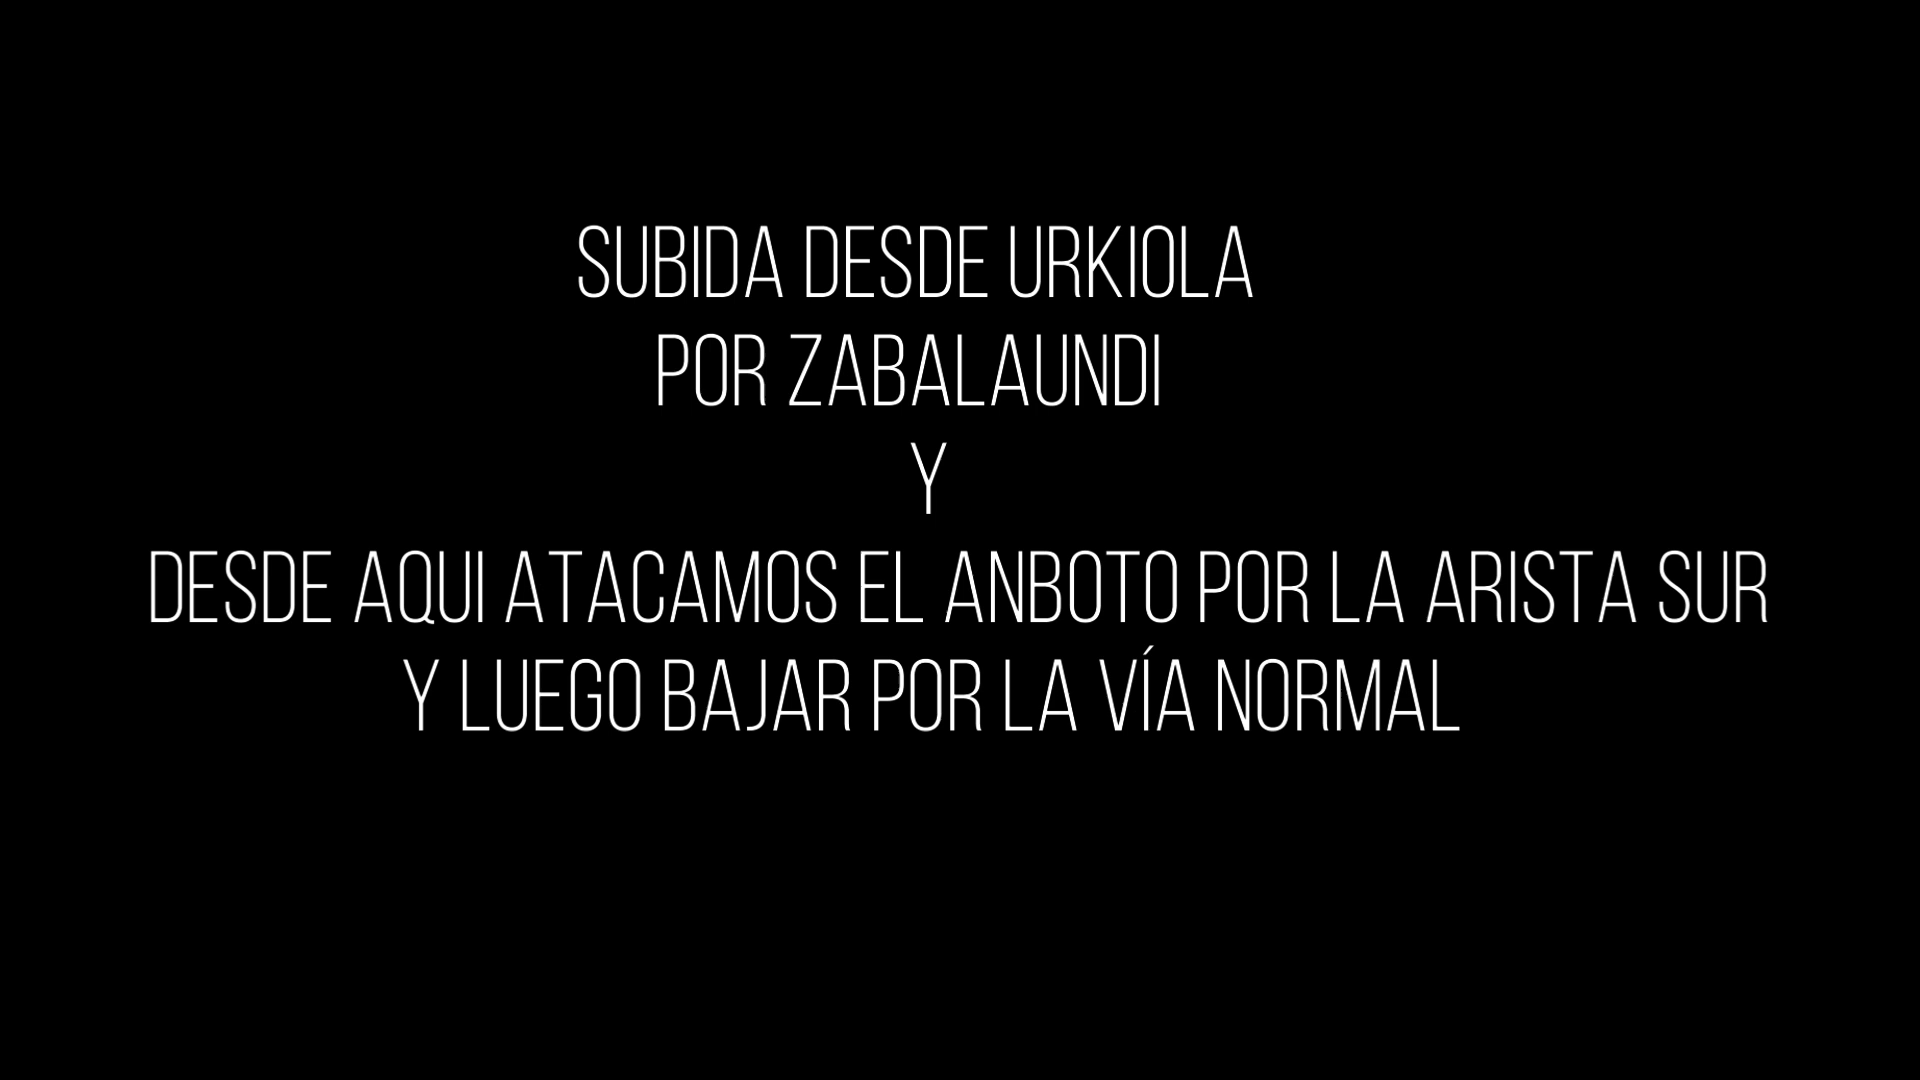 SUBIDA DESDE URKIOLA
POR ZABALAUNDI
Y
DESDE AQUI ATACAMOS EL ANBOTO POR LA ARISTA SUR
Y LUEGO BAJAR POR LA VÍA NORMAL